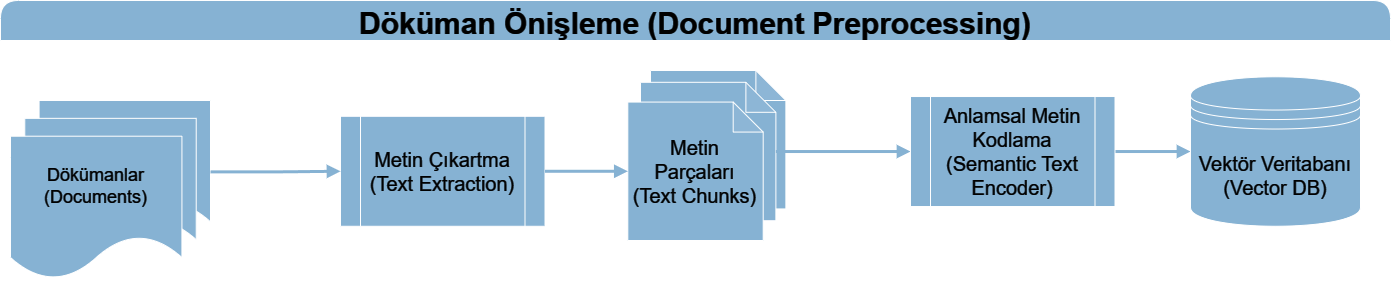 Döküman Önişleme (Document Preprocessing)
Dökümanlar
(Documents)
Metin Çıkartma
(Text Extraction)
Metin
Parçaları
(Text Chunks)
Anlamsal Metin
Kodlama
(Semantic Text
Encoder)
Vektör Veritabanı
(Vector DB)